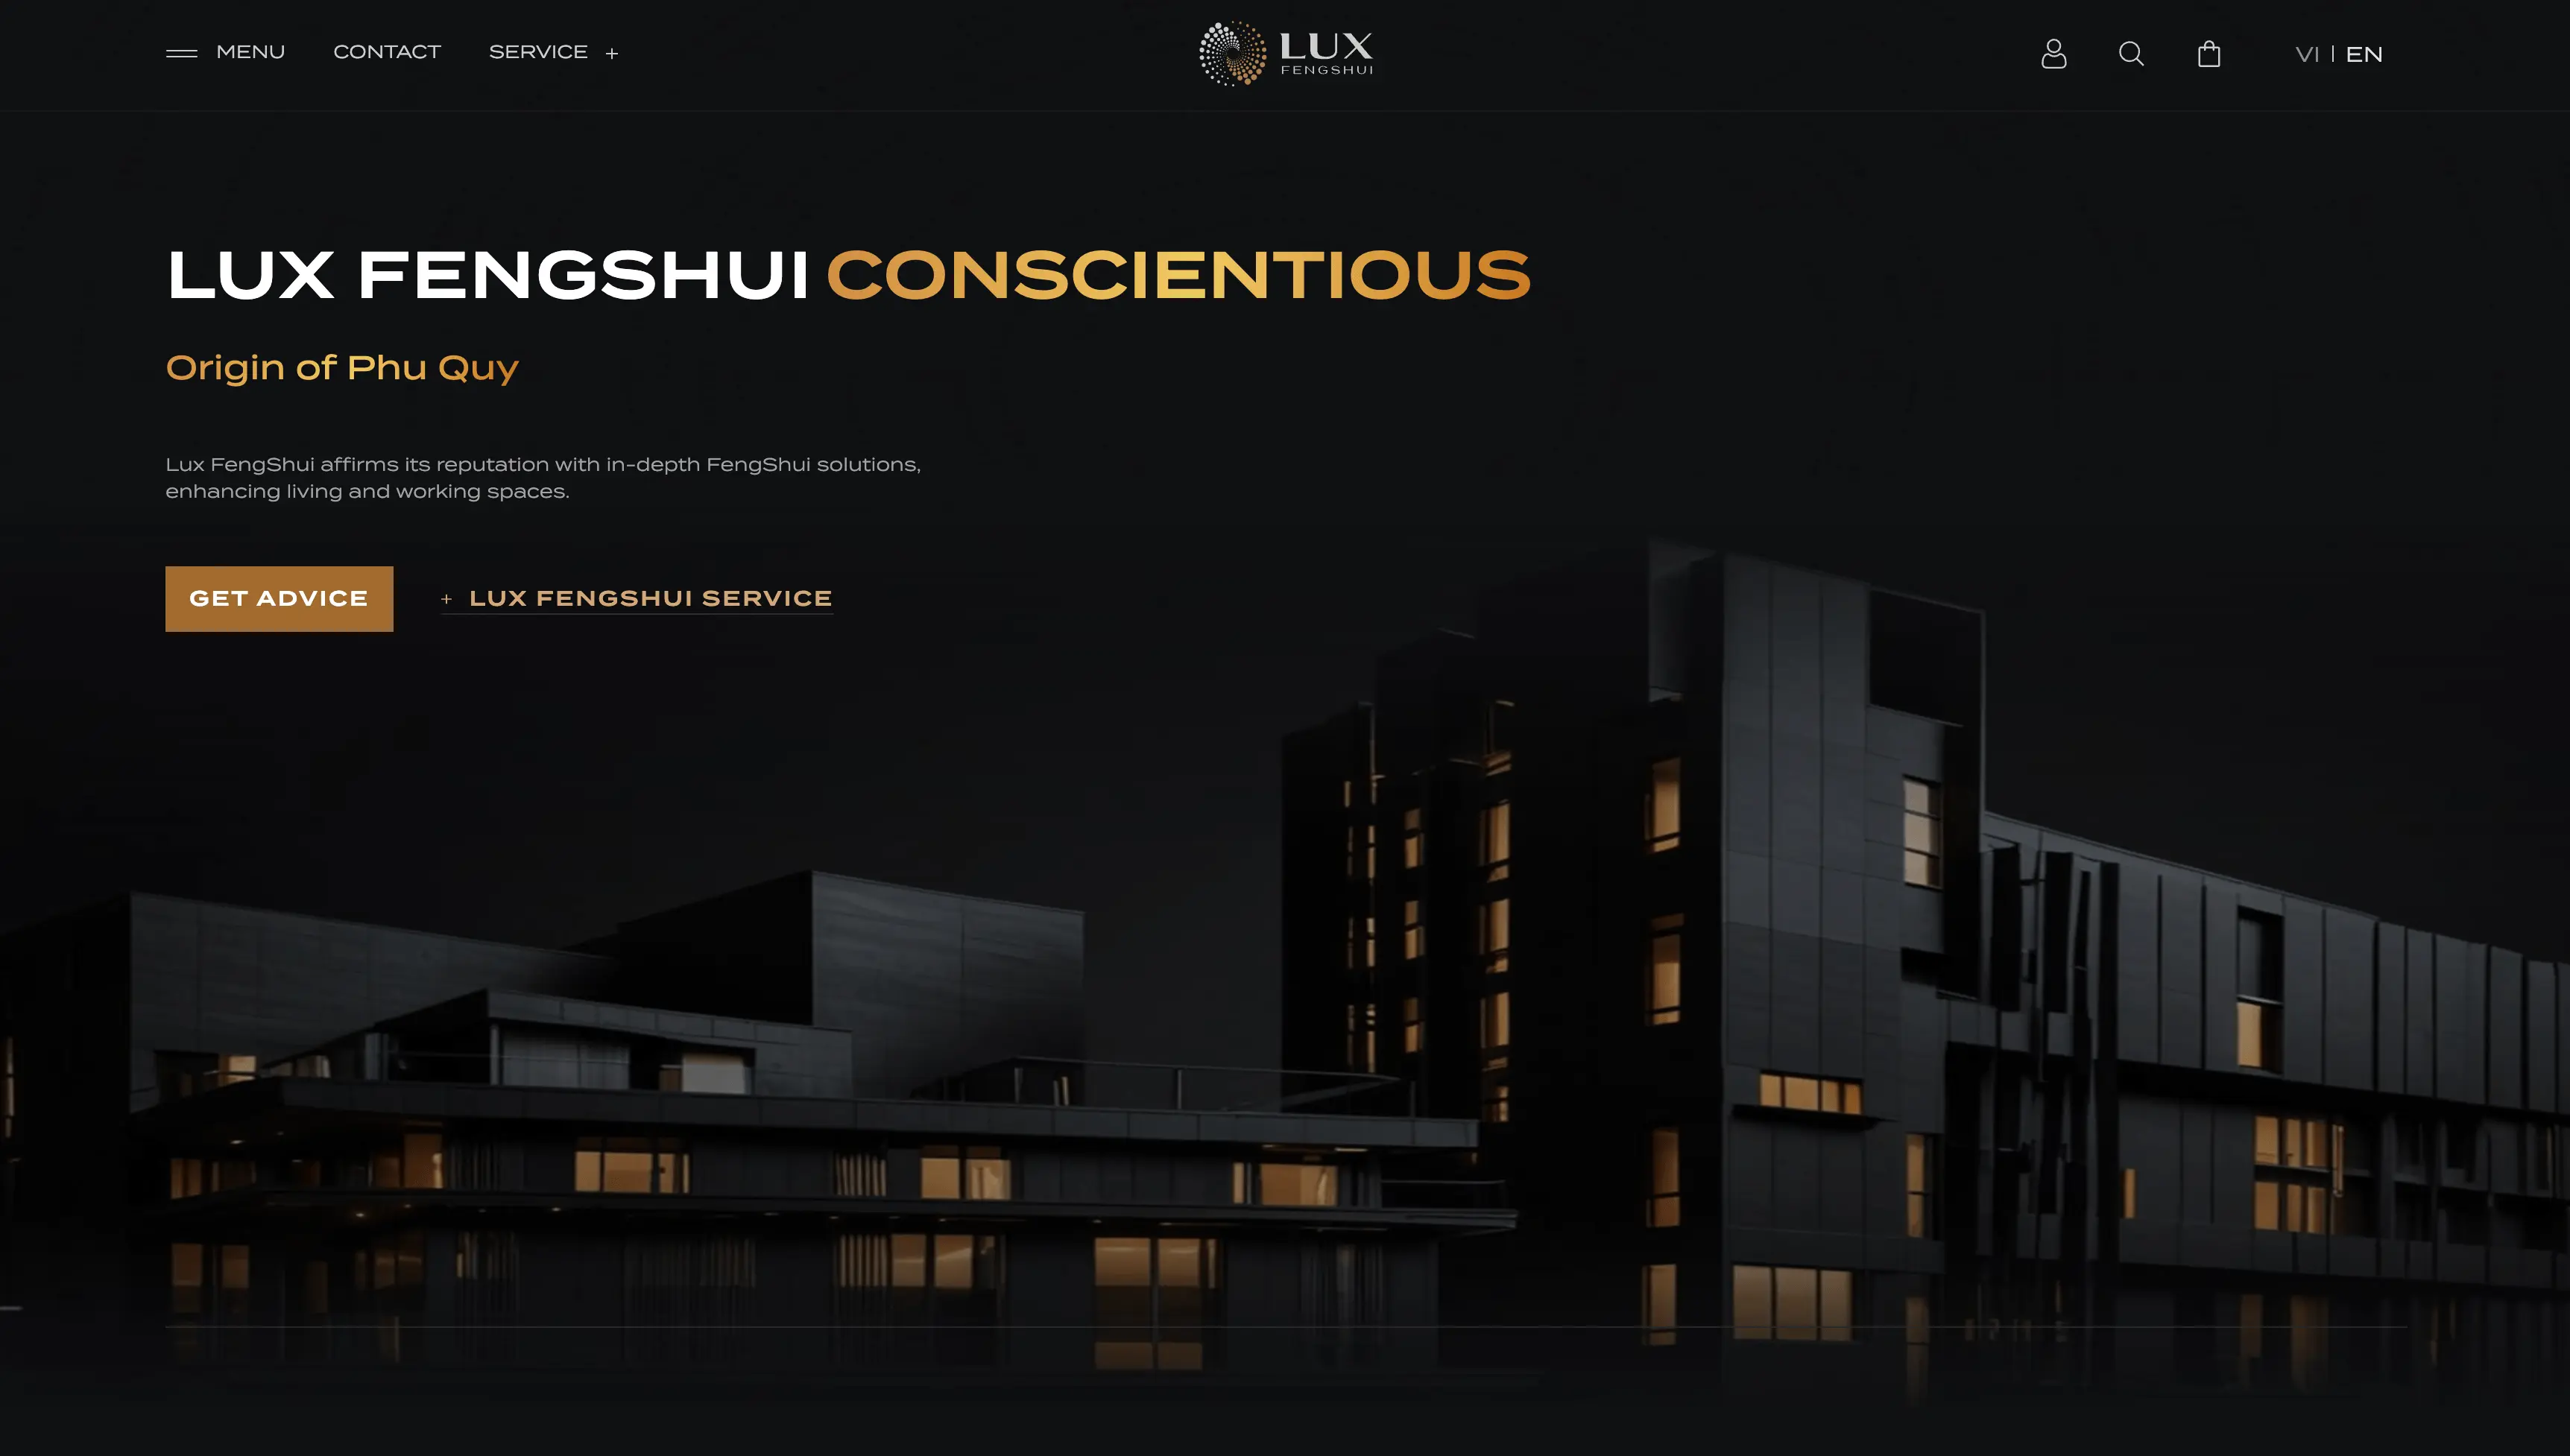 MENU CONTACT SERVICE +
LUX
FENGSHUI
VI | EN
LUX FENGSHUI CONSCIENTIOUS
Origin of Phu Quy
Lux FengShui affirms its reputation with in-depth FengShui solutions,
enhancing living and working spaces.
GET ADVICE
+ LUX FENGSHUI SERVICE